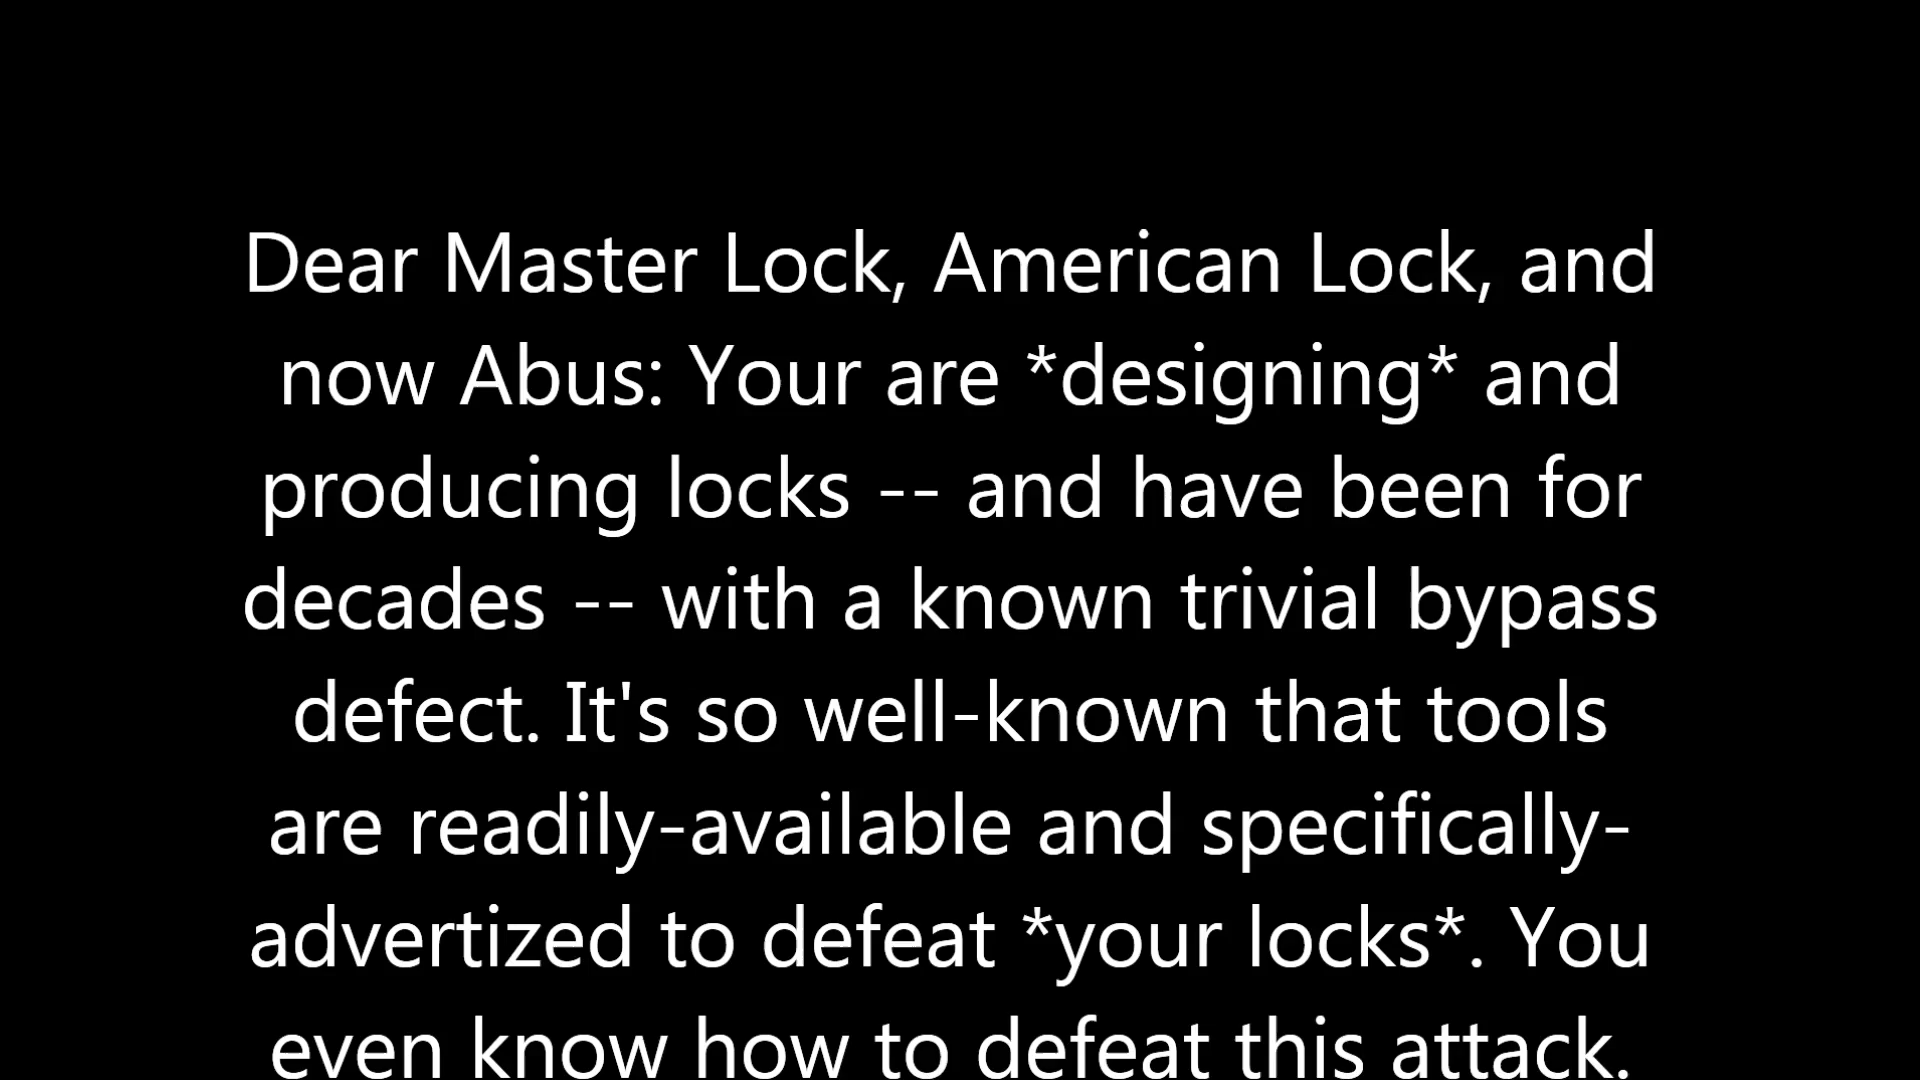 Dear Master Lock, American Lock, and
now Abus: Your are *designing* and
producing locks -- and have been for
decades -- with a known trivial bypass
defect. It's so well-known that tools
are readily-available and specifically-
advertized to defeat *your locks*. You
even know how to defeat this attack.